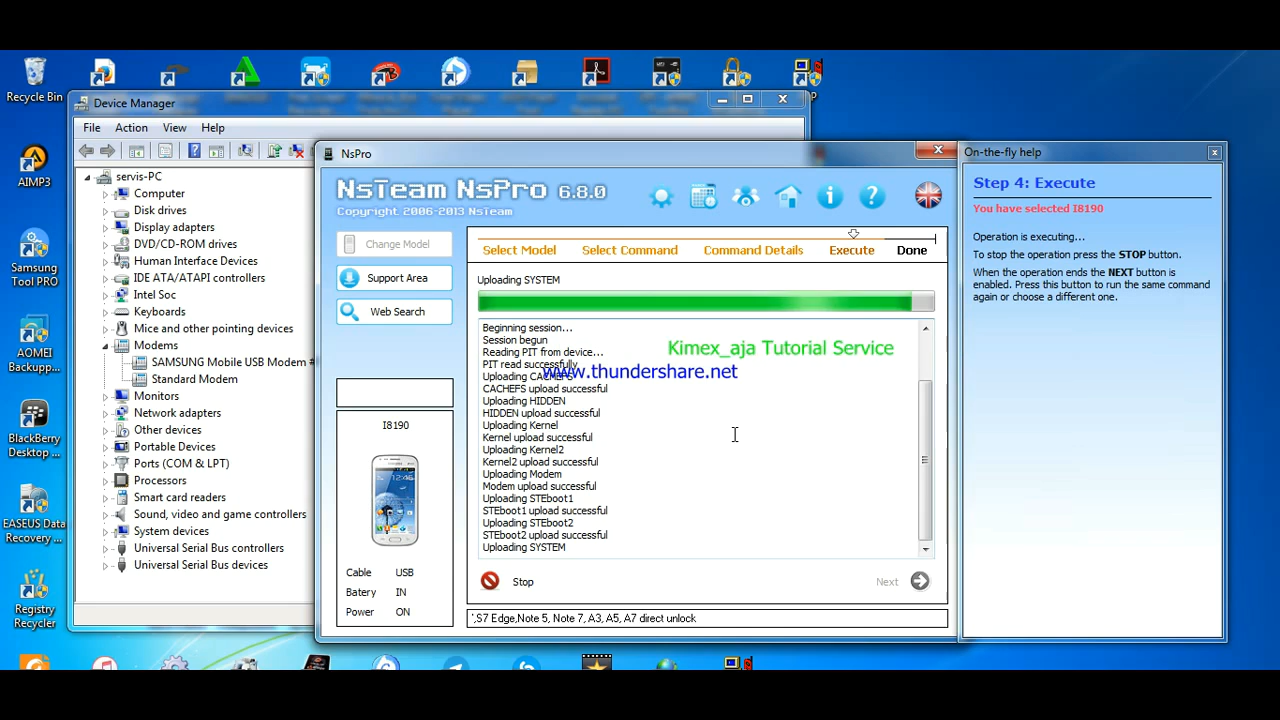 Recycle Bin
AIMP3
Samsung
Tool PRO
AOMEI
Backupp...
BlackBerry
Desktop ...
EASEUS Data
Recovery ...
Registry
Recycler
Device Manager
File Action View Help
servis-PC
Computer
Disk drives
Display adapters
DVD/CD-ROM drives
Human Interface Devices
IDE ATA/ATAPI controllers
Intel Soc
Keyboards
Mice and other pointing devices
Modems
SAMSUNG Mobile USB Modem #
Standard Modem
Monitors
Network adapters
Other devices
Portable Devices
Ports (COM & LPT)
Processors
Smart card readers
Sound, video and game controllers
System devices
Universal Serial Bus controllers
Universal Serial Bus devices
NsPro
NsTeam NsPro 6.8.0
Copyright 2006-2013 NsTeam
Change Model
Support Area
Web Search
I8190
Cable USB
Batery IN
Power ON
Select Model Select Command Command Details Execute Done
Uploading SYSTEM
Beginning session...
Session begun
Reading PIT from device...
PIT read successfully
Uploading CACHEFS
CACHEFS upload successful
Uploading HIDDEN
HIDDEN upload successful
Uploading Kernel
Kernel upload successful
Uploading Kernel2
Kernel2 upload successful
Uploading Modem
Modem upload successful
Uploading STEboot1
STEboot1 upload successful
Uploading STEboot2
STEboot2 upload successful
Uploading SYSTEM
Kimex_aja Tutorial Service
www.thundershare.net
Stop Next
',S7 Edge,Note 5, Note 7, A3, A5, A7 direct unlock
On-the-fly help
Step 4: Execute
You have selected I8190
Operation is executing...
To stop the operation press the STOP button.
When the operation ends the NEXT button is
enabled. Press this button to run the same command
again or choose a different one.